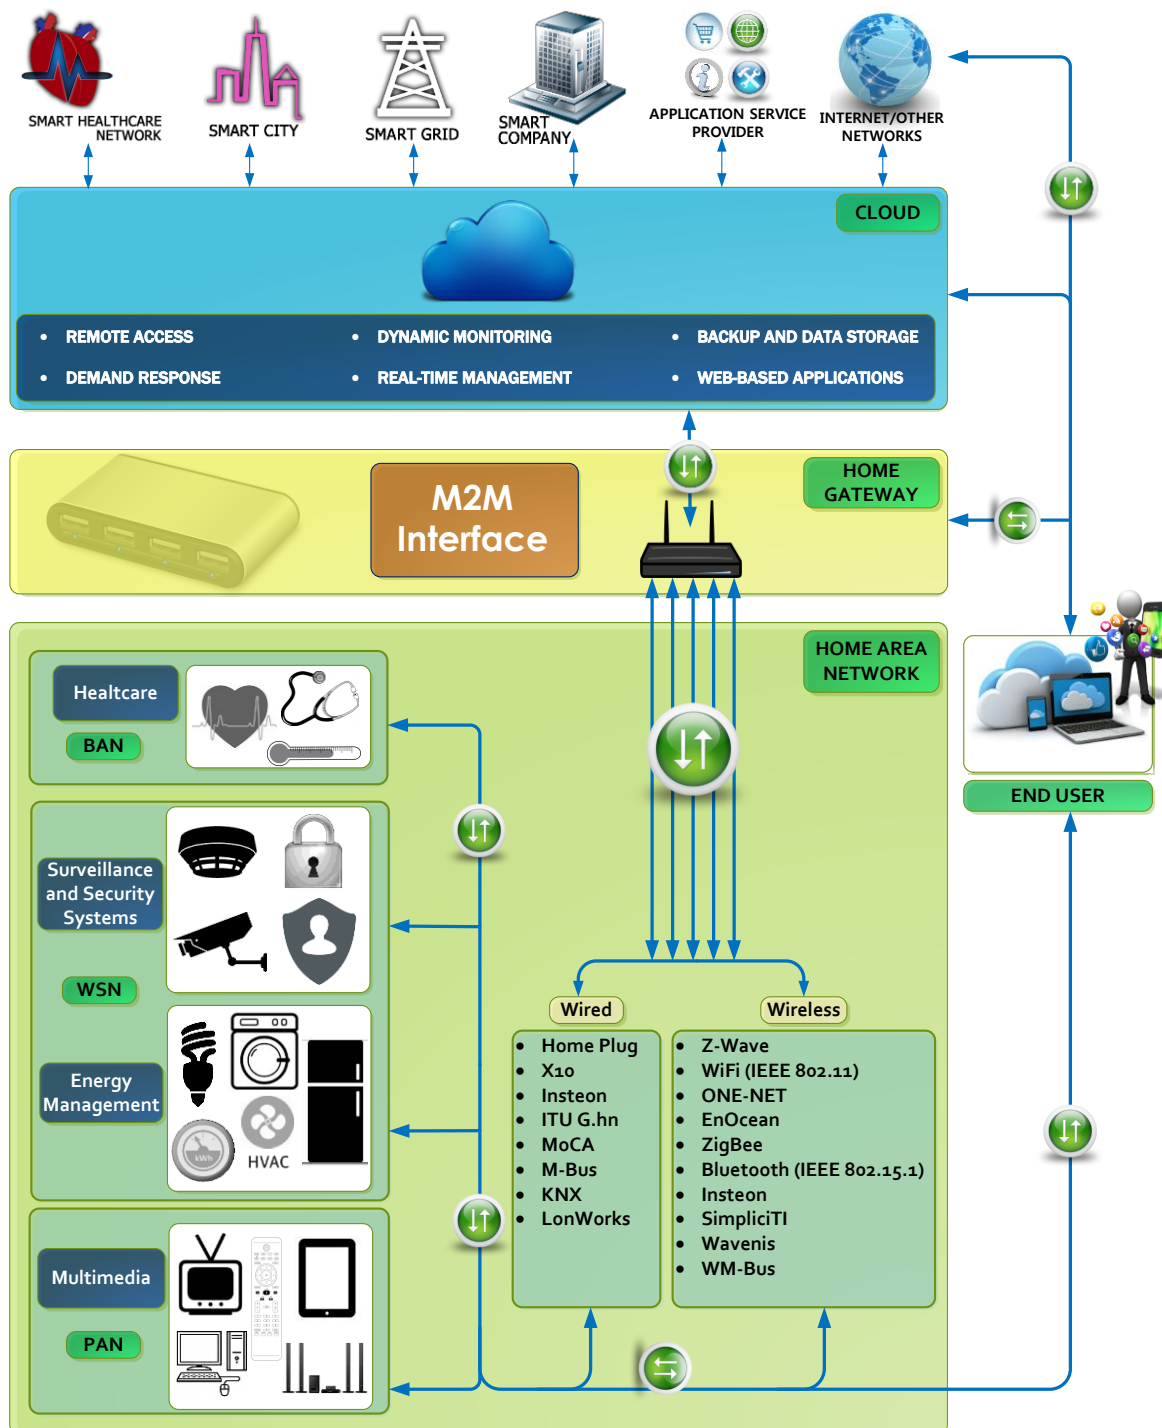 SMART HEALTHCARE
NETWORK
SMART CITY
SMART GRID
SMART
COMPANY
APPLICATION SERVICE
PROVIDER
INTERNET/OTHER
NETWORKS
CLOUD
• REMOTE ACCESS
• DYNAMIC MONITORING
• BACKUP AND DATA STORAGE
• DEMAND RESPONSE
• REAL-TIME MANAGEMENT
• WEB-BASED APPLICATIONS
M2M
Interface
HOME
GATEWAY
HOME AREA
NETWORK
Healtcare
BAN
Surveillance
and Security
Systems
WSN
Energy
Management
kWh
HVAC
Multimedia
PAN
Wired
• Home Plug
• X10
• Insteon
• ITU G.hn
• MoCA
• M-Bus
• KNX
• LonWorks
Wireless
• Z-Wave
• WiFi (IEEE 802.11)
• ONE-NET
• EnOcean
• ZigBee
• Bluetooth (IEEE 802.15.1)
• Insteon
• SimpliciTI
• Wavenis
• WM-Bus
END USER